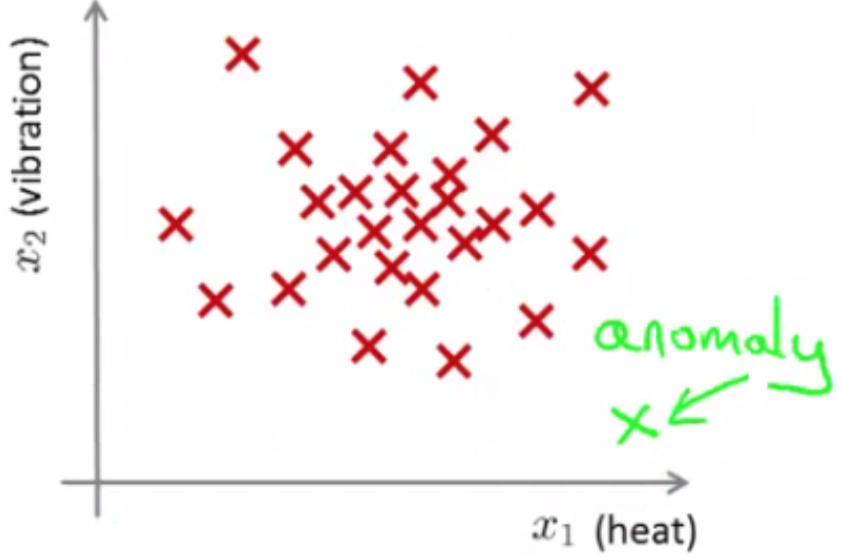 x₂ (vibration)
anomaly
x₁ (heat)